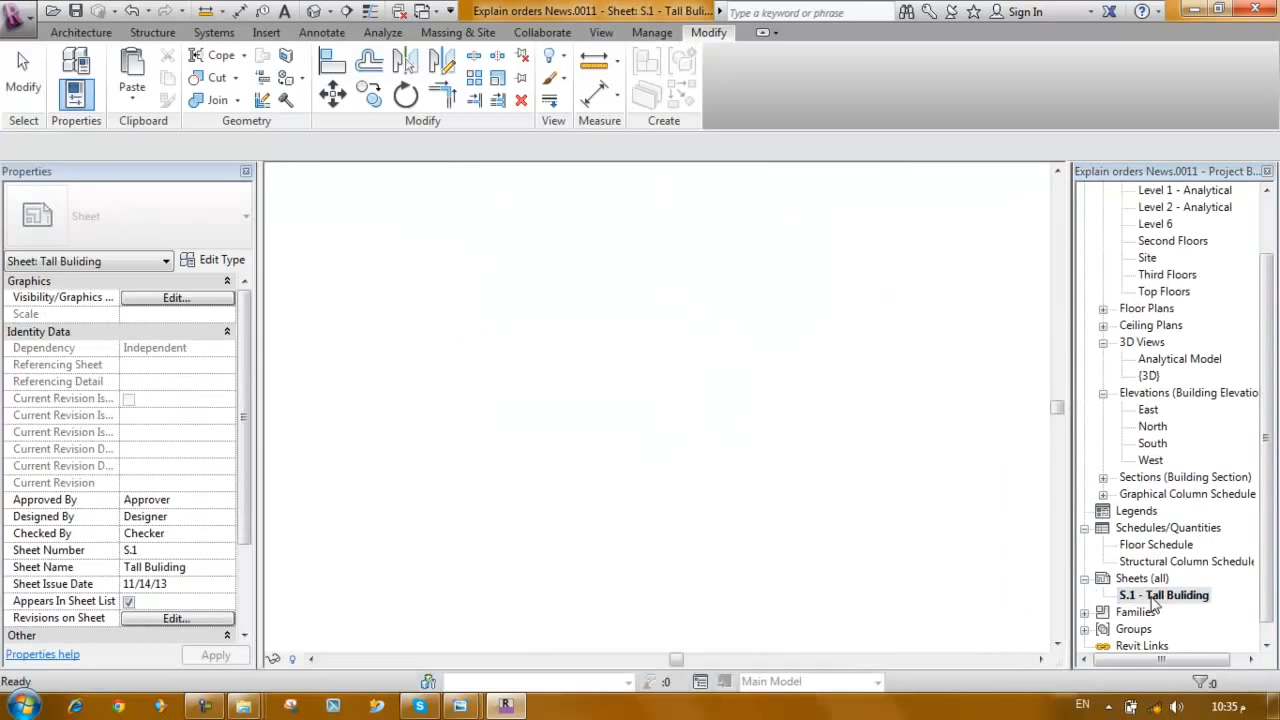 Explain orders News.0011 - Sheet: S.1 - Tall Buli...
Type a keyword or phrase
Sign In
Architecture
Structure
Systems
Insert
Annotate
Analyze
Massing & Site
Collaborate
View
Manage
Modify
Modify
Cope
Cut
Join
Paste
Select
Properties
Clipboard
Geometry
Modify
View
Measure
Create
Properties
Sheet
Sheet: Tall Buliding
Edit Type
Graphics
Visibility/Graphics ...
Edit...
Scale
Identity Data
Dependency
Independent
Referencing Sheet
Referencing Detail
Current Revision Is...
Current Revision Is...
Current Revision Is...
Current Revision D...
Current Revision D...
Current Revision
Approved By
Approver
Designed By
Designer
Checked By
Checker
Sheet Number
S.1
Sheet Name
Tall Buliding
Sheet Issue Date
11/14/13
Appears In Sheet List
Revisions on Sheet
Edit...
Other
Properties help
Apply
Explain orders News.0011 - Project B...
Level 1 - Analytical
Level 2 - Analytical
Level 6
Second Floors
Site
Third Floors
Top Floors
Floor Plans
Ceiling Plans
3D Views
Analytical Model
{3D}
Elevations (Building Elevatio
East
North
South
West
Sections (Building Section)
Graphical Column Schedule
Legends
Schedules/Quantities
Floor Schedule
Structural Column Schedule
Sheets (all)
S.1 - Tall Buliding
Families
Groups
Revit Links
Ready
:0
Main Model
:0
EN
10:35 م